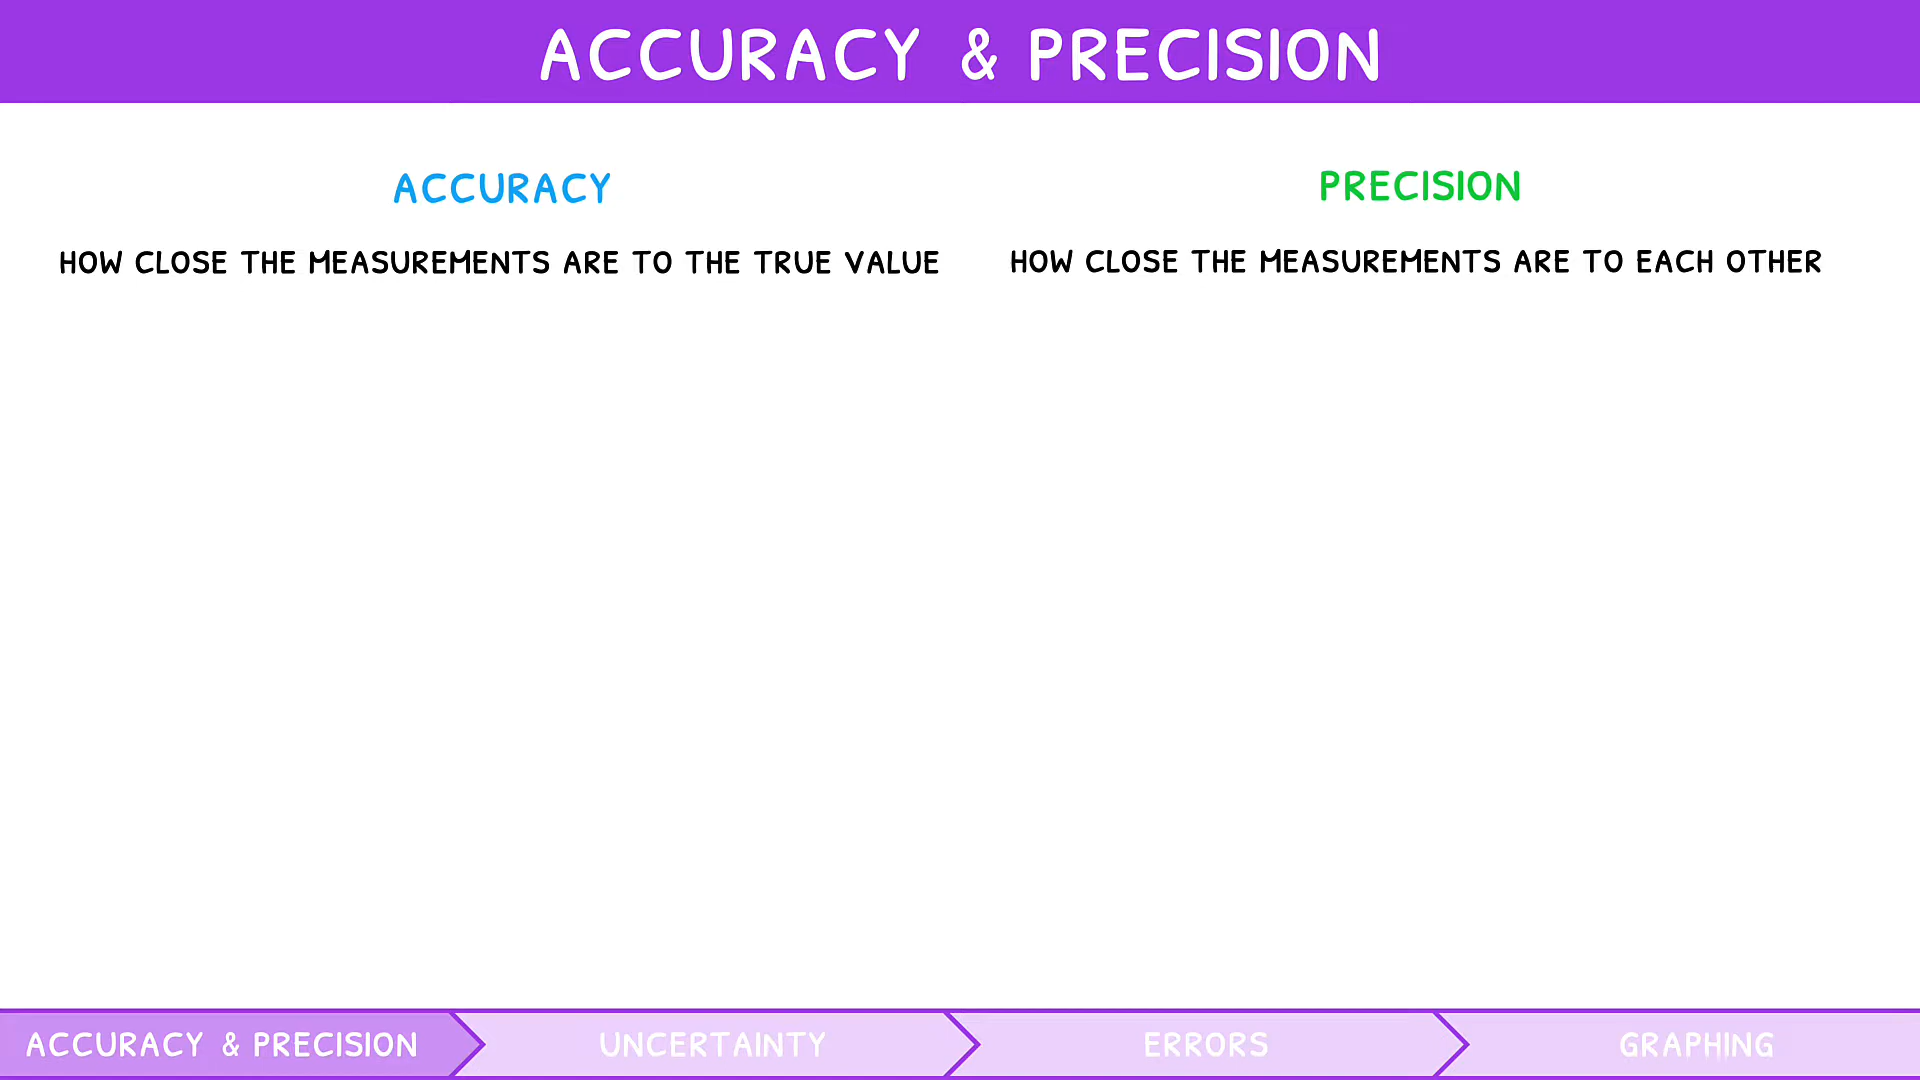 ACCURACY & PRECISION
ACCURACY
HOW CLOSE THE MEASUREMENTS ARE TO THE TRUE VALUE
PRECISION
HOW CLOSE THE MEASUREMENTS ARE TO EACH OTHER
ACCURACY & PRECISION
UNCERTAINTY
ERRORS
GRAPHING